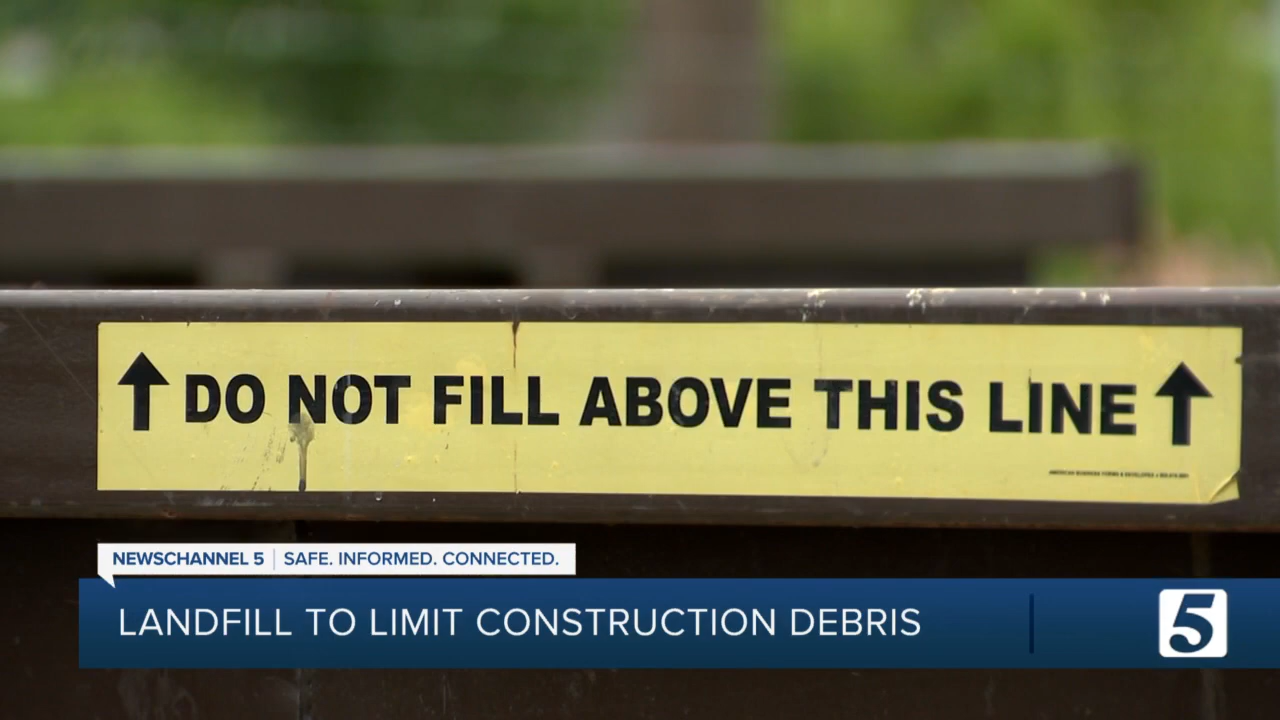 DO NOT FILL ABOVE THIS LINE
NEWSCHANNEL 5 | SAFE. INFORMED. CONNECTED.
LANDFILL TO LIMIT CONSTRUCTION DEBRIS
5